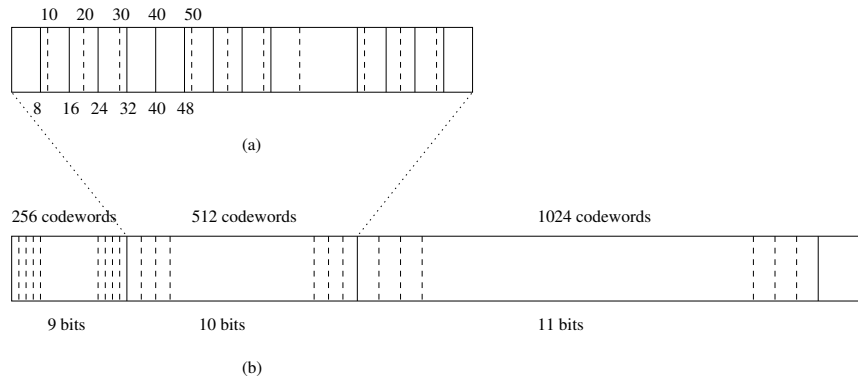 10 20 30 40 50
8 16 24 32 40 48
(a)
256 codewords 512 codewords 1024 codewords
9 bits 10 bits 11 bits
(b)